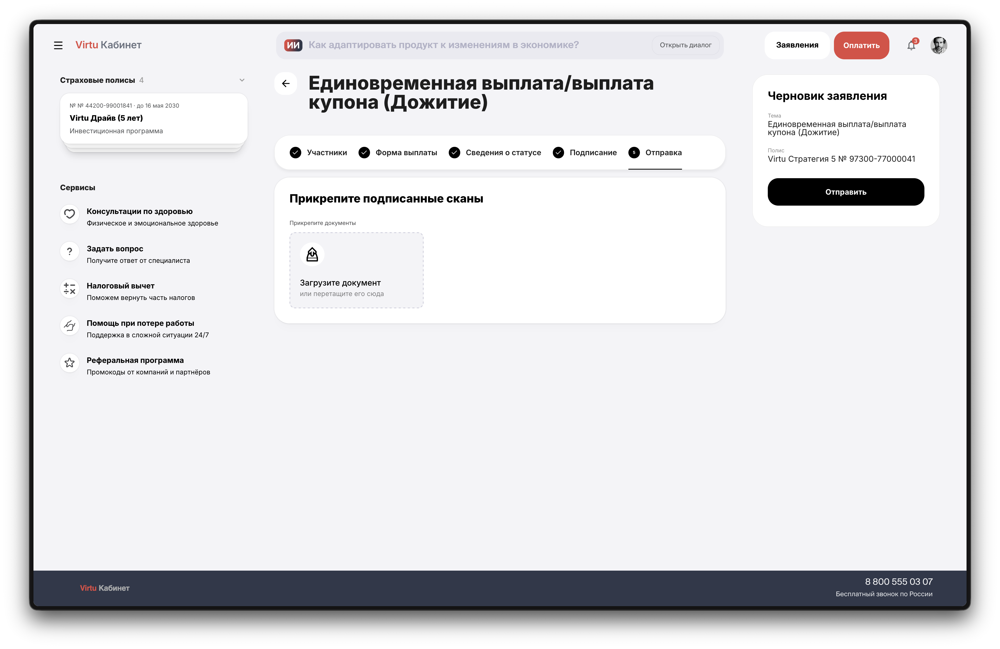 Virtu Кабинет
ИИ Как адаптировать продукт к изменениям в экономике?
Открыть диалог
Заявления
Оплатить
3
Страховые полисы 4
№ № 44200-99001841 · до 16 мая 2030
Virtu Драйв (5 лет)
Инвестиционная программа
Сервисы
Консультации по здоровью
Физическое и эмоциональное здоровье
?
Задать вопрос
Получите ответ от специалиста
Налоговый вычет
Поможем вернуть часть налогов
Помощь при потере работы
Поддержка в сложной ситуации 24/7
Реферальная программа
Промокоды от компаний и партнёров
Единовременная выплата/выплата
купона (Дожитие)
Участники
Форма выплаты
Сведения о статусе
Подписание
5 Отправка
Прикрепите подписанные сканы
Прикрепите документы
Загрузите документ
или перетащите его сюда
Черновик заявления
Тема
Единовременная выплата/выплата
купона (Дожитие)
Полис
Virtu Стратегия 5 № 97300-77000041
Отправить
Virtu Кабинет
8 800 555 03 07
Бесплатный звонок по России